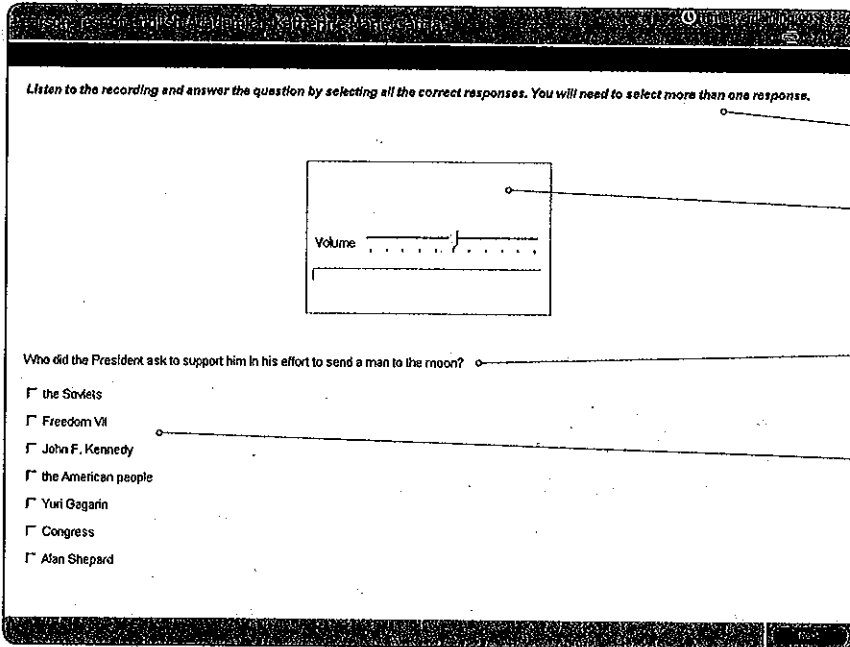 Listen to the recording and answer the question by selecting all the correct responses. You will need to select more than one response.
Volume
Who did the President ask to support him in his effort to send a man to the moon?
the Soviets
Freedom VII
John F. Kennedy
the American people
Yuri Gagarin
Congress
Alan Shepard